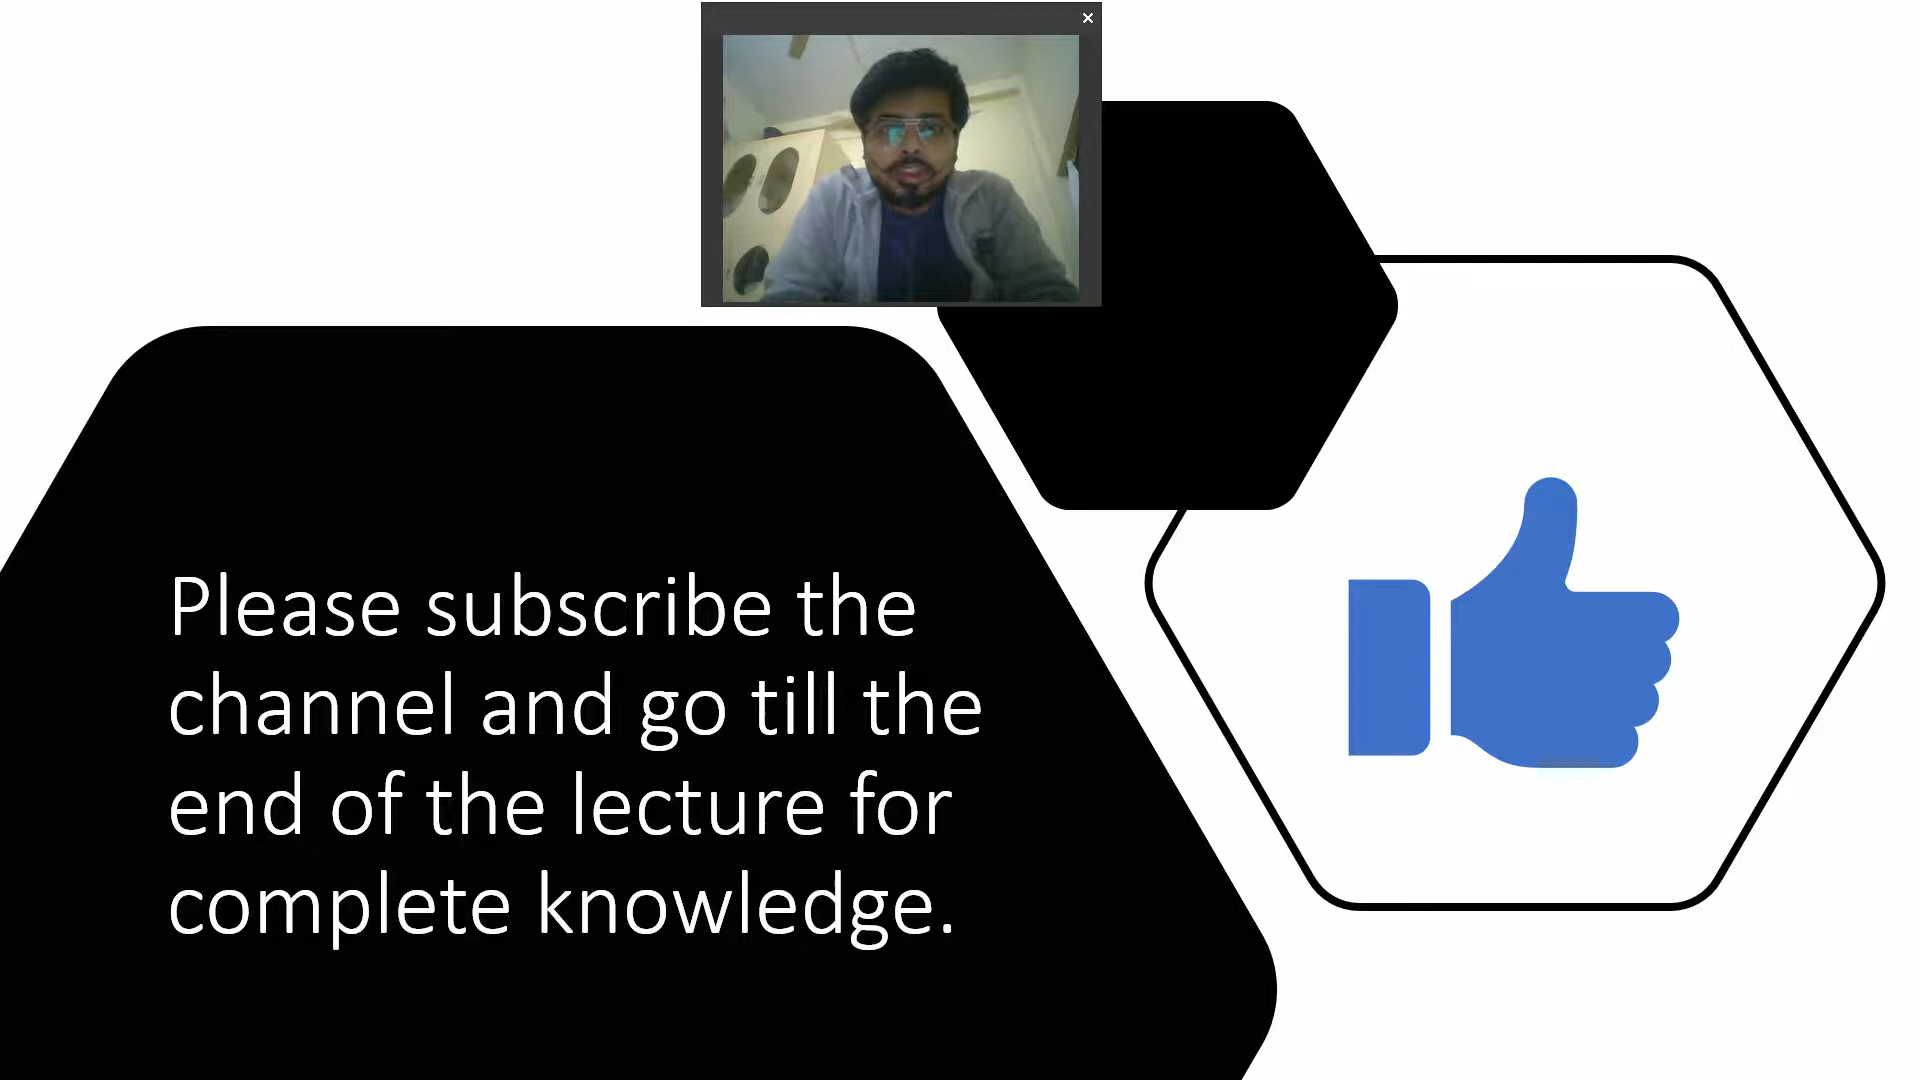 Please subscribe the
channel and go till the
end of the lecture for
complete knowledge.